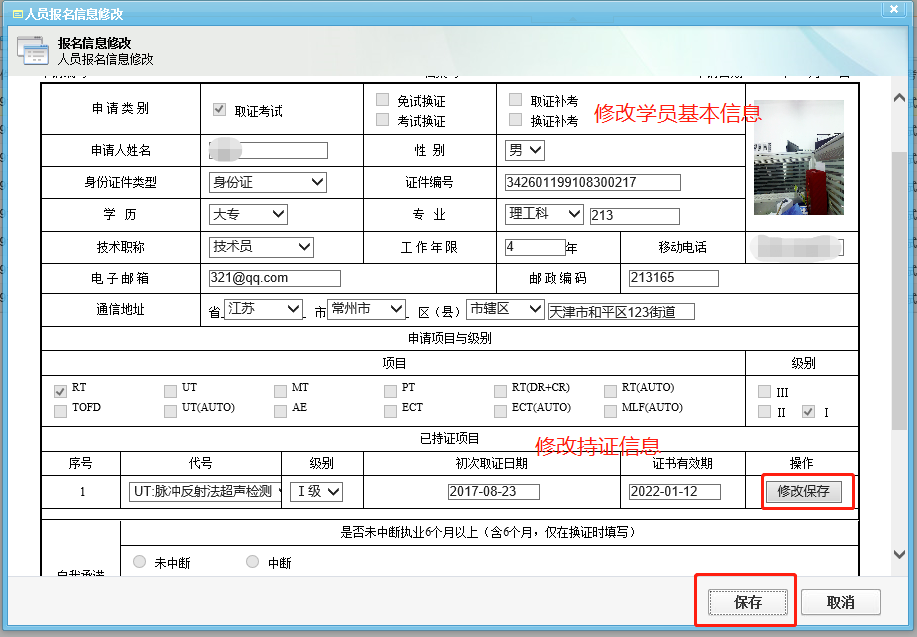 人员报名信息修改
报名信息修改
人员报名信息修改
申请类别 取证考试 免试换证 取证补考
考试换证 换证补考
修改学员基本信息
申请人姓名 性 别 男
身份证件类型 身份证 证件编号 342601199108300217
学 历 大专 专 业 理工科 213
技术职称 技术员 工作年限 4 年 移动电话
电子邮箱 321@qq.com 邮政编码 213165
通信地址 省 江苏 市 常州市 区(县) 市辖区 天津市和平区123街道
申请项目与级别
项目 级别
RT UT MT PT RT(DR+CR) RT(AUTO) III
TOFD UT(AUTO) AE ECT ECT(AUTO) MLF(AUTO) II I
已持证项目
修改持证信息
序号 代号 级别 初次取证日期 证书有效期 操作
1 UT:脉冲反射法超声检测 I 级 2017-08-23 2022-01-12 修改保存
是否未中断执业6个月以上(含6个月,仅在换证时填写)
未中断 中断
保存 取消